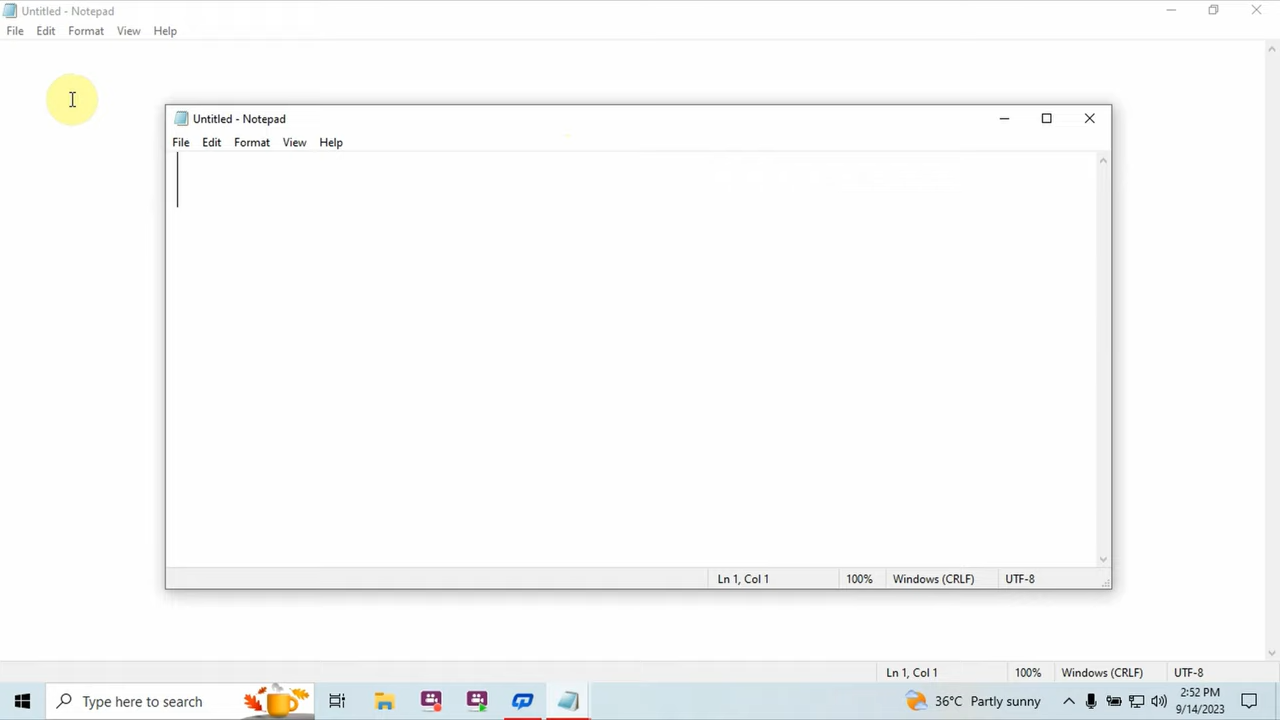 Untitled - Notepad
File Edit Format View Help
Untitled - Notepad
File Edit Format View Help
Ln 1, Col 1 100% Windows (CRLF) UTF-8
Ln 1, Col 1 100% Windows (CRLF) UTF-8
Type here to search 36°C Partly sunny 2:52 PM
9/14/2023